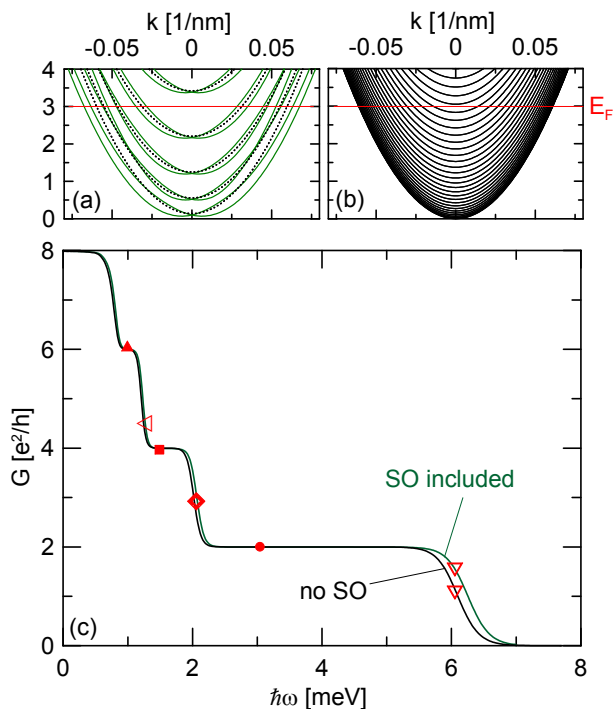 k [1/nm]
k [1/nm]
-0.05 0 0.05
-0.05 0 0.05
4
3
2
1
0
(a)
(b)
E_F
8
6
4
2
0
G [e²/h]
SO included
no SO
(c)
0 2 4 6 8
ℏω [meV]